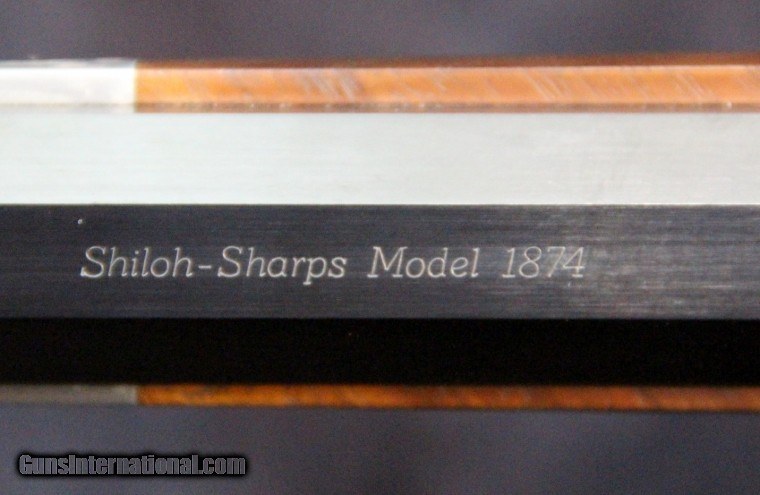 Shiloh-Sharps Model 1874
GunsInternational.com